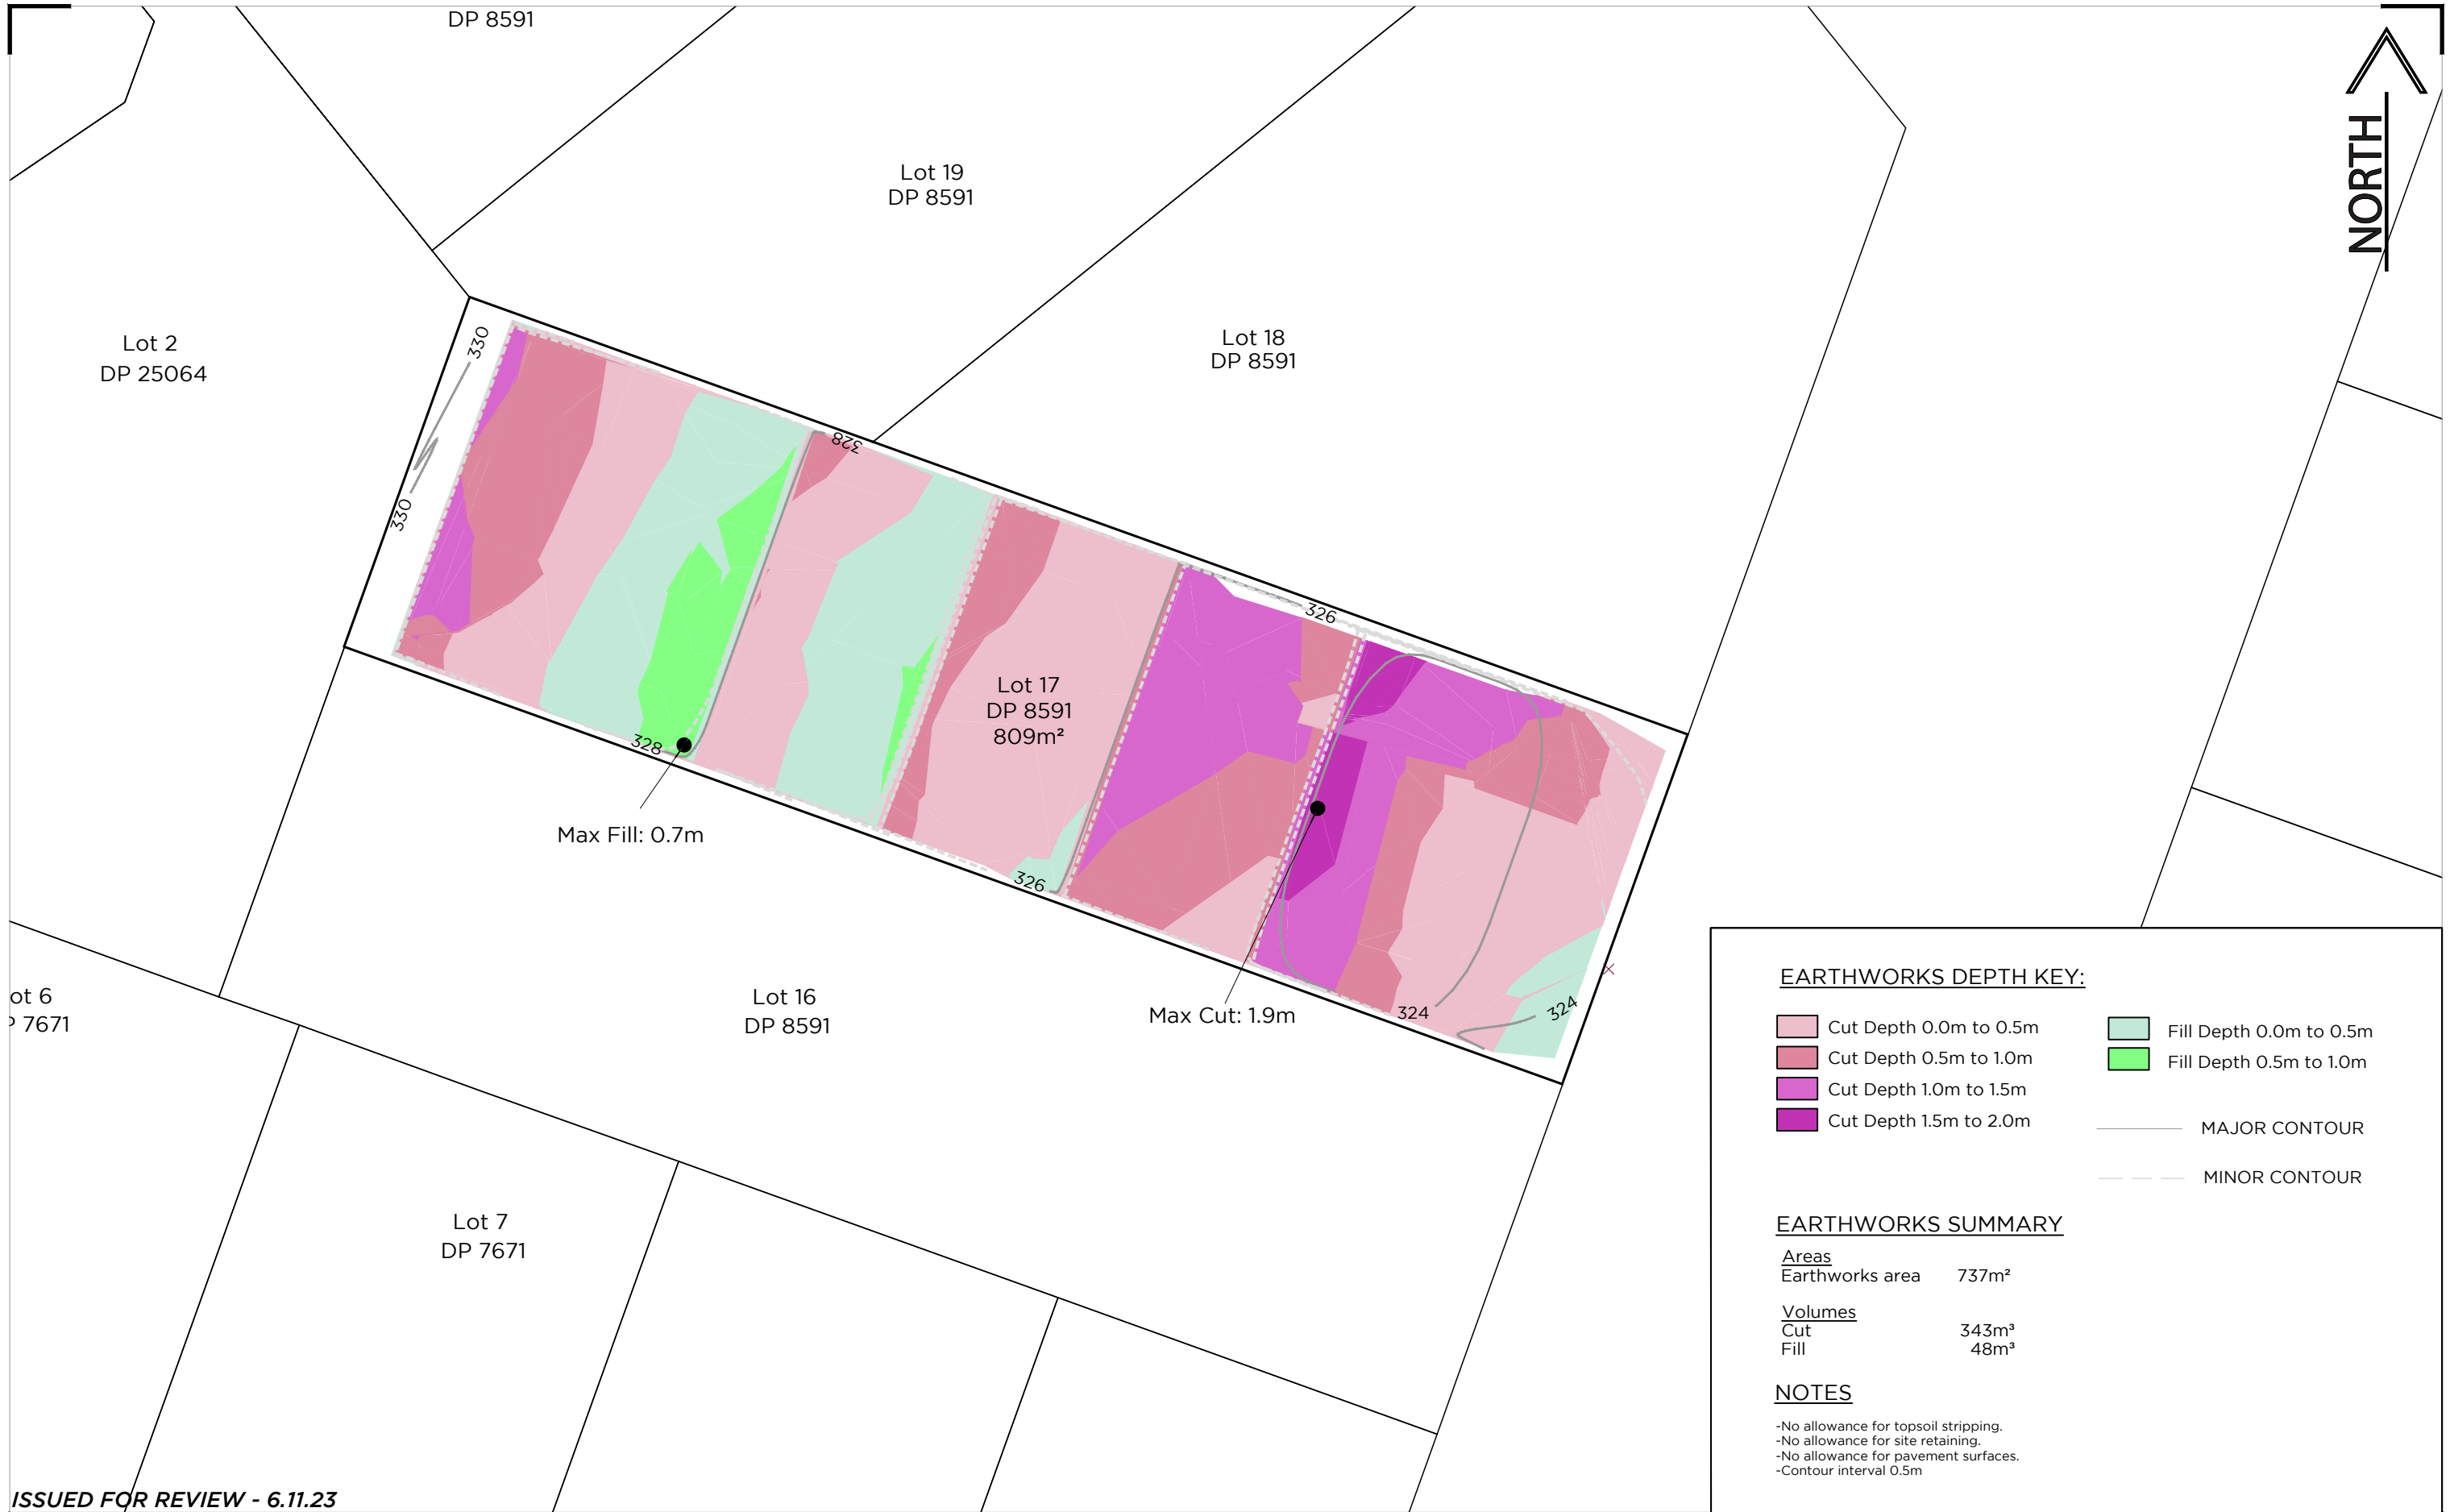 DP 8591
NORTH
Lot 19
DP 8591
Lot 18
DP 8591
Lot 2
DP 25064
330
330
328
326
Lot 17
DP 8591
809m²
328
Max Fill: 0.7m
326
Max Cut: 1.9m
324
324
ot 6
7671
Lot 16
DP 8591
Lot 7
DP 7671
EARTHWORKS DEPTH KEY:
Cut Depth 0.0m to 0.5m
Cut Depth 0.5m to 1.0m
Cut Depth 1.0m to 1.5m
Cut Depth 1.5m to 2.0m
Fill Depth 0.0m to 0.5m
Fill Depth 0.5m to 1.0m
MAJOR CONTOUR
MINOR CONTOUR
EARTHWORKS SUMMARY
Areas
Earthworks area 737m²
Volumes
Cut 343m³
Fill 48m³
NOTES
-No allowance for topsoil stripping.
-No allowance for site retaining.
-No allowance for pavement surfaces.
-Contour interval 0.5m
ISSUED FOR REVIEW - 6.11.23